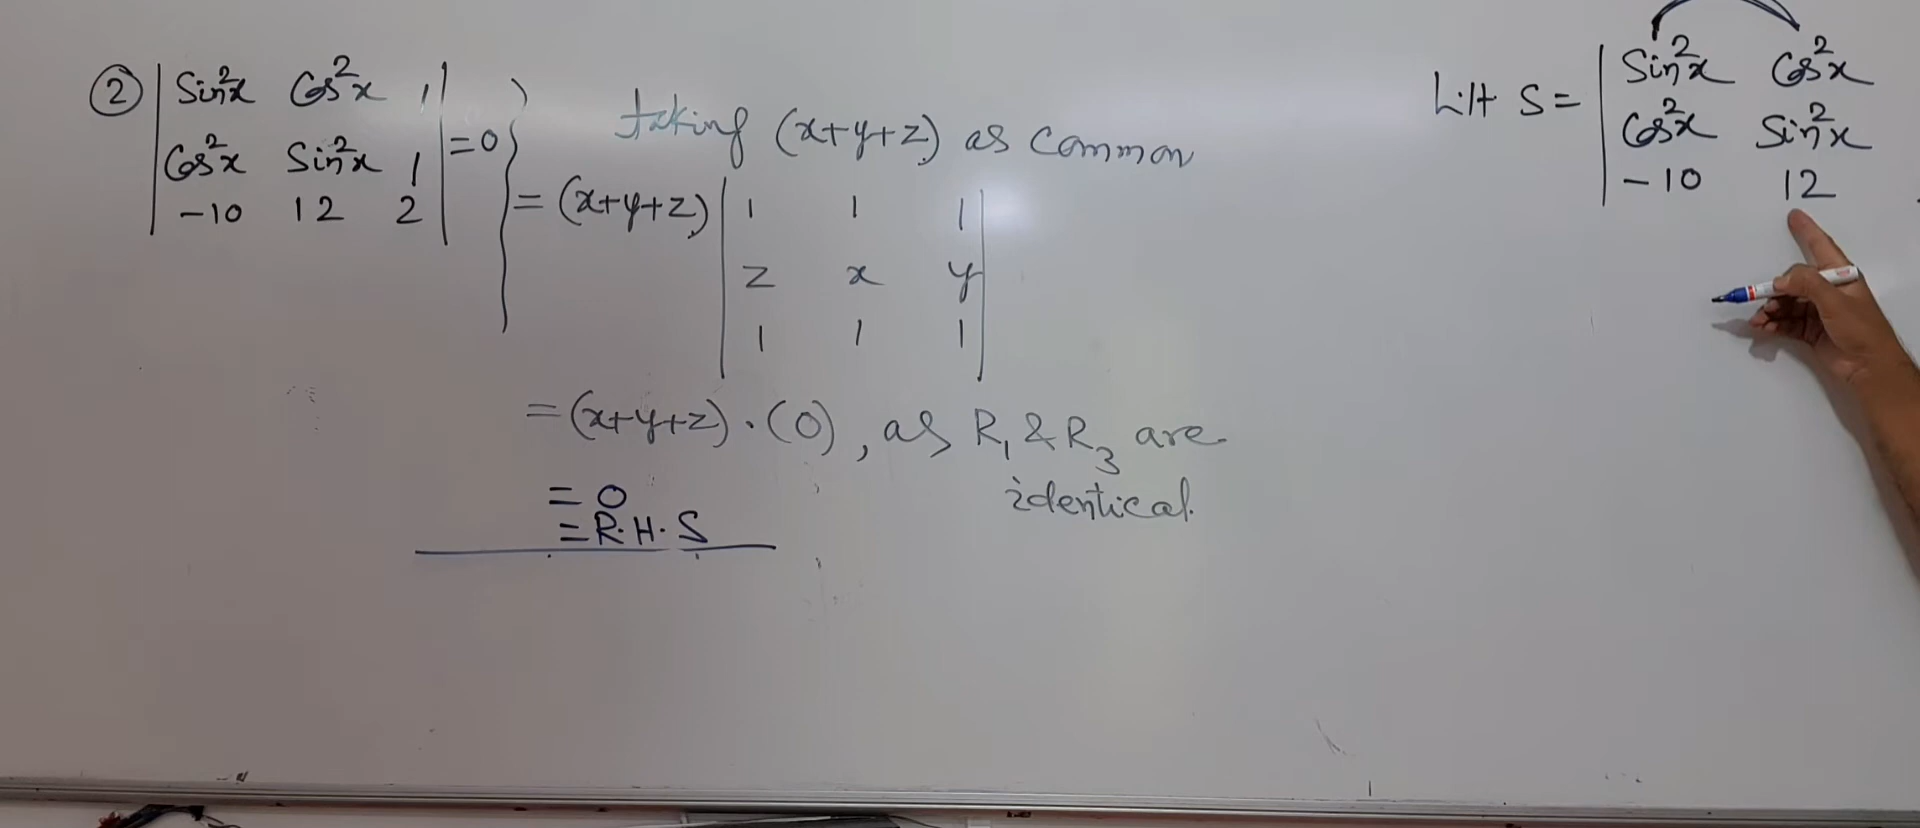 ② | Sin²x Cos²x 1 |
| Cos²x Sin²x 1 | = 0
| -10 12 2 |
taking (x+y+z) as common
= (x+y+z) | 1 1 1 |
| z x y |
| 1 1 1 |
= (x+y+z) · (0), as R₁ & R₃ are
identical.
= 0
= R.H.S
L.H.S = | Sin²x Cos²x
| Cos²x Sin²x
| -10 12